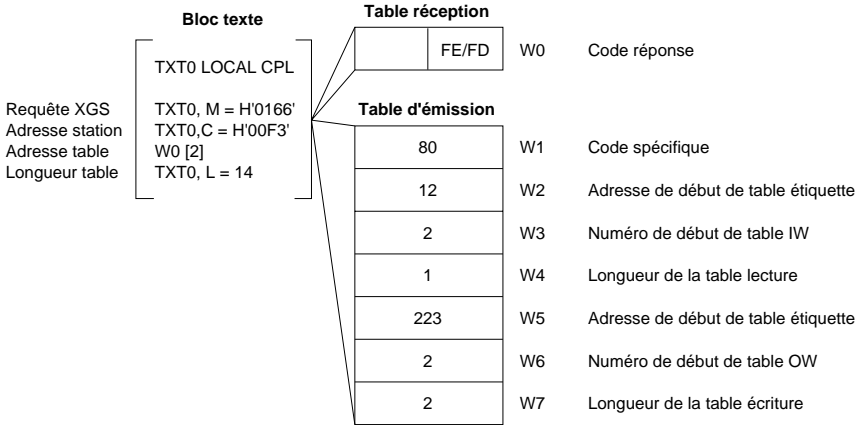 Bloc texte
TXT0 LOCAL CPL
Requête XGS TXT0, M = H'0166'
Adresse station TXT0,C = H'00F3'
Adresse table W0 [2]
Longueur table TXT0, L = 14
Table réception
FE/FD W0 Code réponse
Table d'émission
80 W1 Code spécifique
12 W2 Adresse de début de table étiquette
2 W3 Numéro de début de table IW
1 W4 Longueur de la table lecture
223 W5 Adresse de début de table étiquette
2 W6 Numéro de début de table OW
2 W7 Longueur de la table écriture